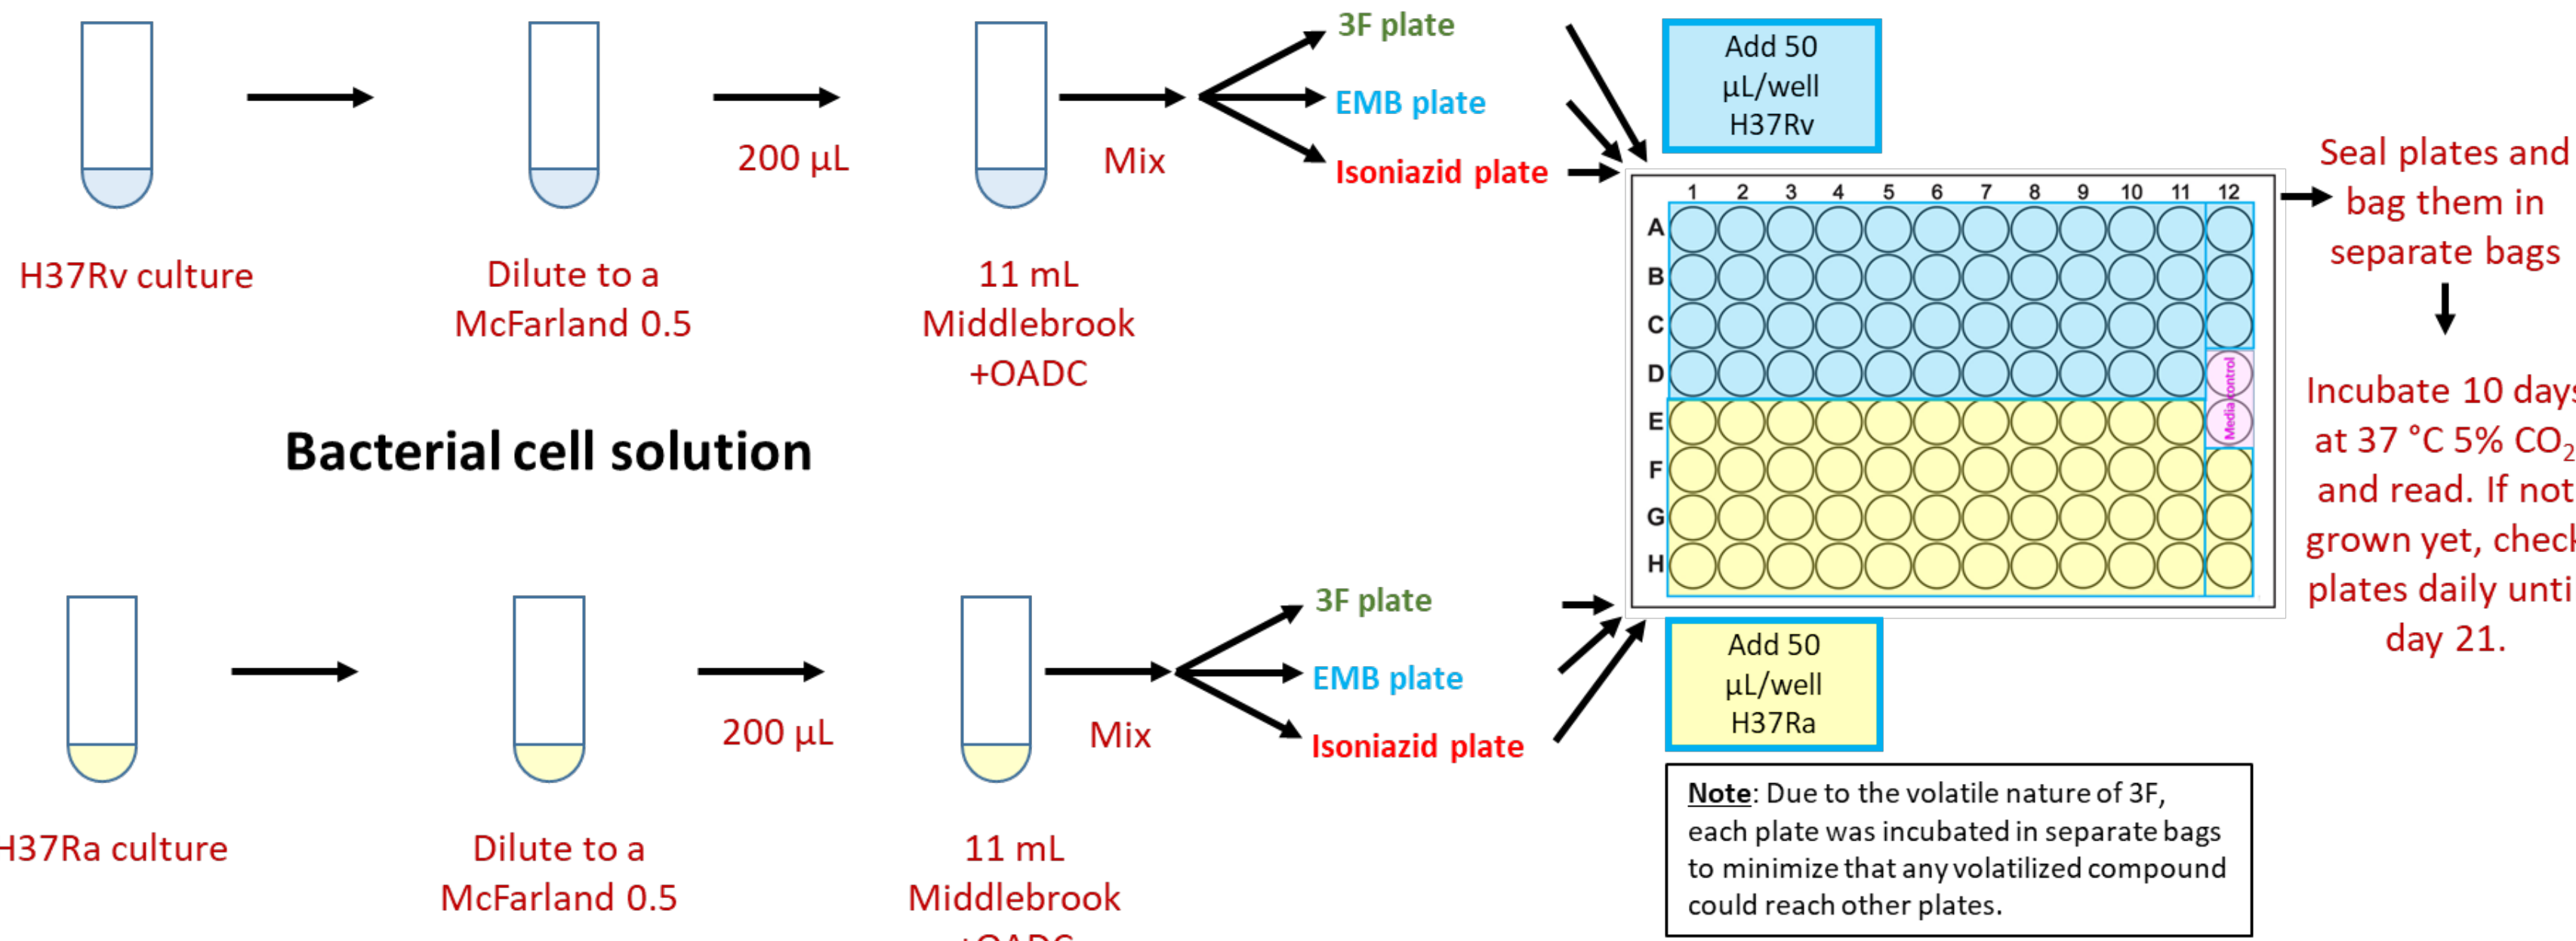 3F plate
EMB plate
Isoniazid plate
200 µL
Mix
H37Rv culture
Dilute to a
McFarland 0.5
11 mL
Middlebrook
+OADC
Add 50
µL/well
H37Rv
1 2 3 4 5 6 7 8 9 10 11 12
A
B
C
D
E
F
G
H
Media control
Seal plates and
bag them in
separate bags
Incubate 10 days
at 37 °C 5% CO₂
and read. If not
grown yet, check
plates daily until
day 21.
Bacterial cell solution
3F plate
EMB plate
Isoniazid plate
200 µL
Mix
H37Ra culture
Dilute to a
McFarland 0.5
11 mL
Middlebrook
+OADC
Add 50
µL/well
H37Ra
Note: Due to the volatile nature of 3F,
each plate was incubated in separate bags
to minimize that any volatilized compound
could reach other plates.